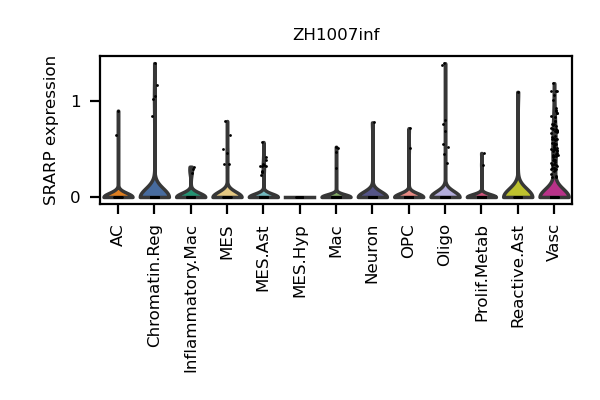 ZH1007inf
SRARP expression
1
0
AC
Chromatin.Reg
Inflammatory.Mac
MES
MES.Ast
MES.Hyp
Mac
Neuron
OPC
Oligo
Prolif.Metab
Reactive.Ast
Vasc